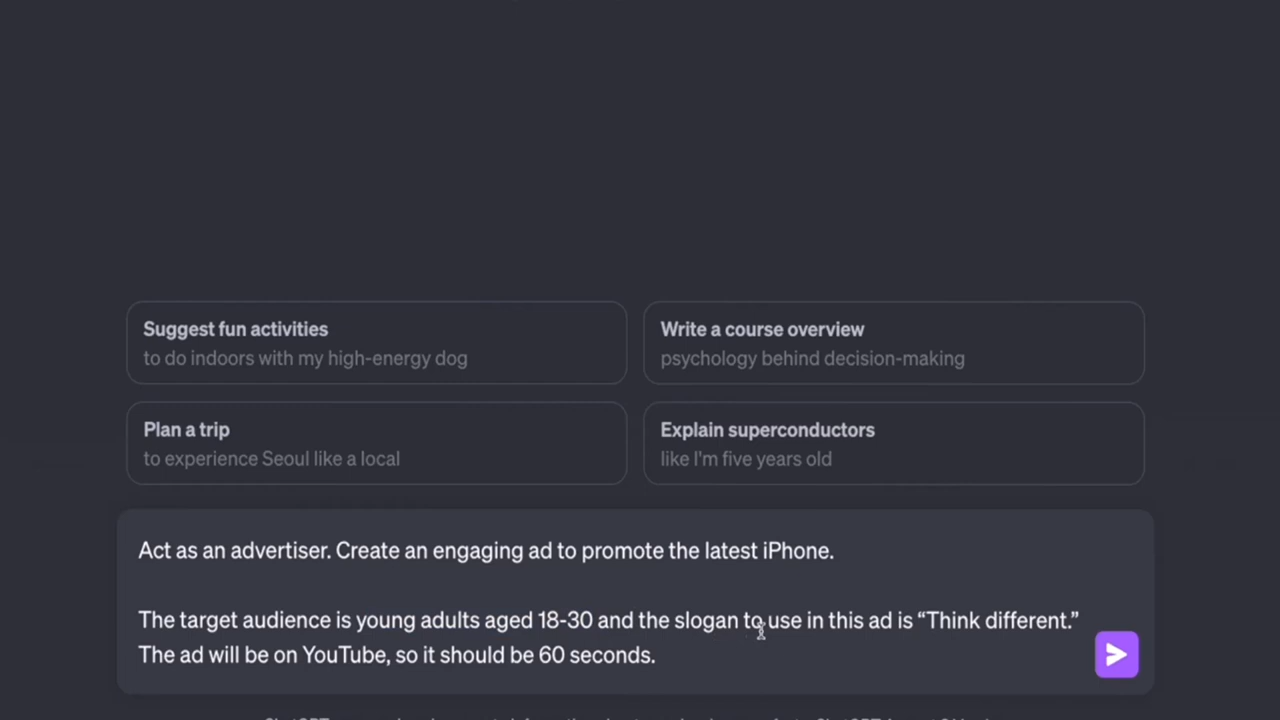 Suggest fun activities
to do indoors with my high-energy dog
Write a course overview
psychology behind decision-making
Plan a trip
to experience Seoul like a local
Explain superconductors
like I'm five years old
Act as an advertiser. Create an engaging ad to promote the latest iPhone.
The target audience is young adults aged 18-30 and the slogan to use in this ad is “Think different.”
The ad will be on YouTube, so it should be 60 seconds.